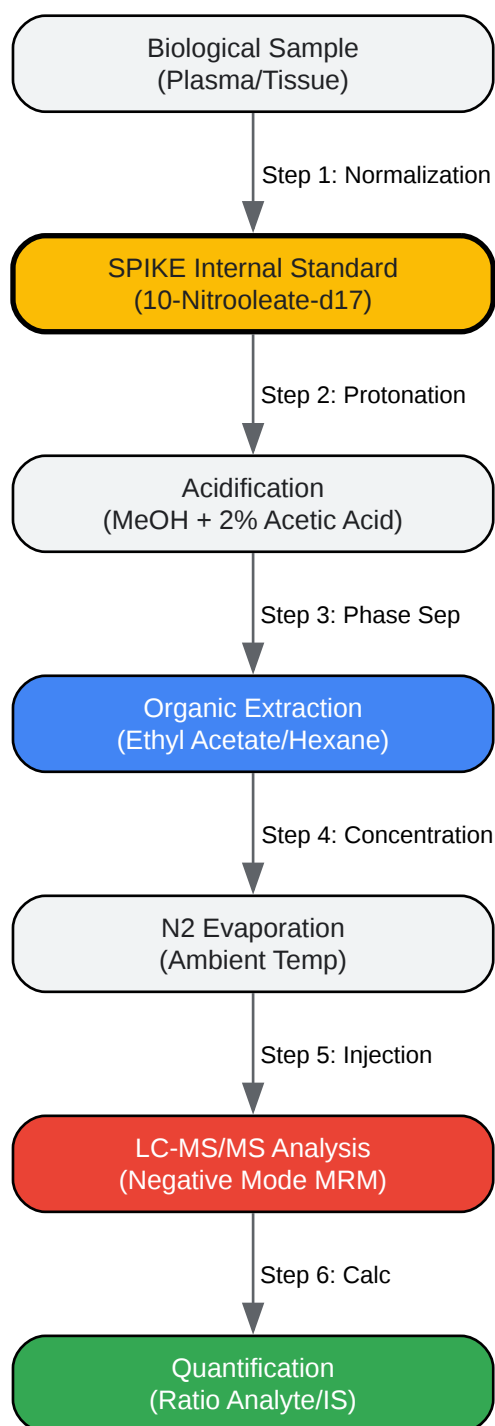 Biological Sample
(Plasma/Tissue)
Step 1: Normalization
SPIKE Internal Standard
(10-Nitrooleate-d17)
Step 2: Protonation
Acidification
(MeOH + 2% Acetic Acid)
Step 3: Phase Sep
Organic Extraction
(Ethyl Acetate/Hexane)
Step 4: Concentration
N2 Evaporation
(Ambient Temp)
Step 5: Injection
LC-MS/MS Analysis
(Negative Mode MRM)
Step 6: Calc
Quantification
(Ratio Analyte/IS)